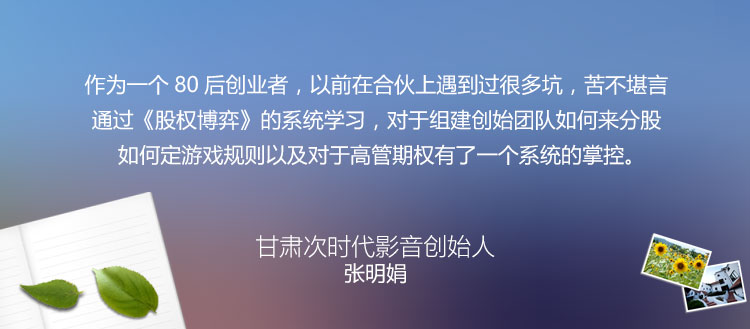 作为一个 80 后创业者，以前在合伙上遇到过很多坑，苦不堪言
通过《股权博弈》的系统学习，对于组建创始团队如何来分股
如何定游戏规则以及对于高管期权有了一个系统的掌控。
甘肃次时代影音创始人
张明娟